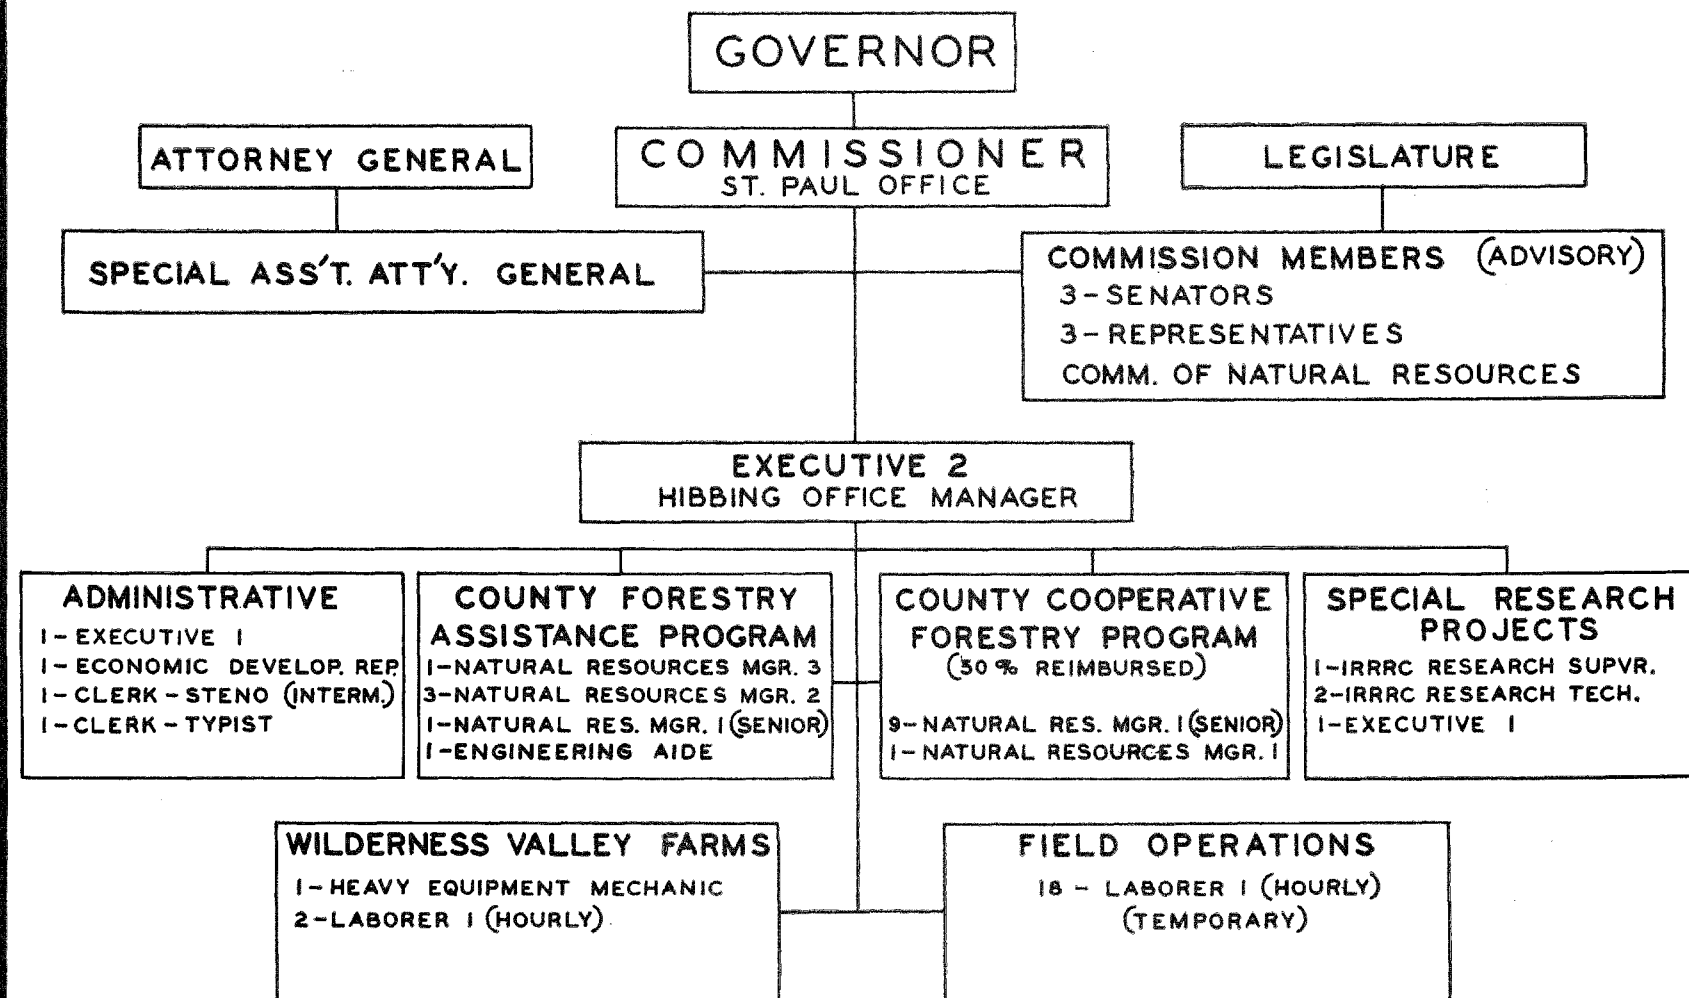 GOVERNOR
COMMISSIONER
ST. PAUL OFFICE
ATTORNEY GENERAL
LEGISLATURE
SPECIAL ASS'T. ATT'Y. GENERAL
COMMISSION MEMBERS (ADVISORY)
3-SENATORS
3-REPRESENTATIVES
COMM. OF NATURAL RESOURCES
EXECUTIVE 2
HIBBING OFFICE MANAGER
ADMINISTRATIVE
1-EXECUTIVE 1
1-ECONOMIC DEVELOP. REP.
1-CLERK-STENO (INTERM.)
1-CLERK-TYPIST
COUNTY FORESTRY
ASSISTANCE PROGRAM
1-NATURAL RESOURCES MGR. 3
3-NATURAL RESOURCES MGR. 2
1-NATURAL RES. MGR. 1 (SENIOR)
1-ENGINEERING AIDE
COUNTY COOPERATIVE
FORESTRY PROGRAM
(50% REIMBURSED)
9-NATURAL RES. MGR. 1 (SENIOR)
1-NATURAL RESOURCES MGR. 1
SPECIAL RESEARCH
PROJECTS
1-IRRRC RESEARCH SUPVR.
2-IRRRC RESEARCH TECH.
1-EXECUTIVE 1
WILDERNESS VALLEY FARMS
1-HEAVY EQUIPMENT MECHANIC
2-LABORER 1 (HOURLY)
FIELD OPERATIONS
18 - LABORER 1 (HOURLY)
(TEMPORARY)